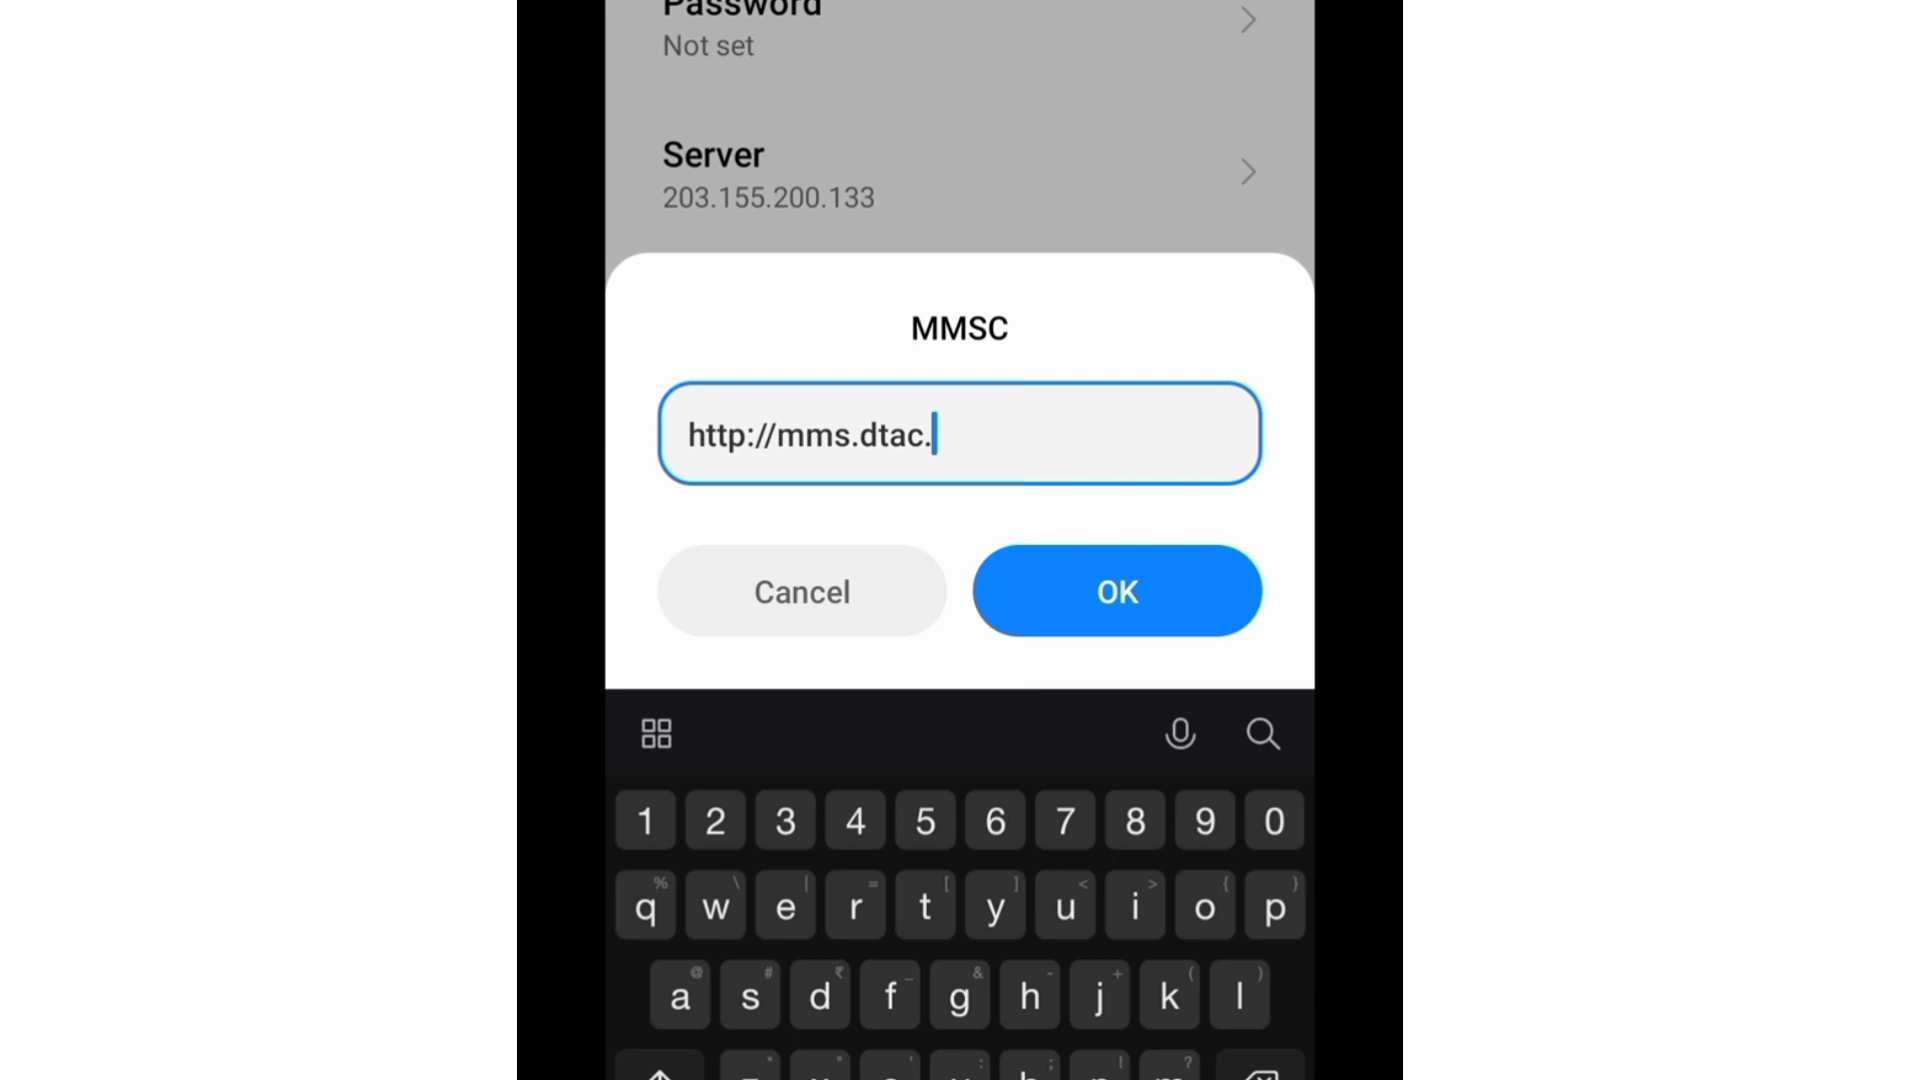 Password
Not set
Server
203.155.200.133
MMSC
http://mms.dtac.
Cancel
OK
1 2 3 4 5 6 7 8 9 0
% \ | = [ ] < > { }
q w e r t y u i o p
@ # ₹ _ & - + ( )
a s d f g h j k l